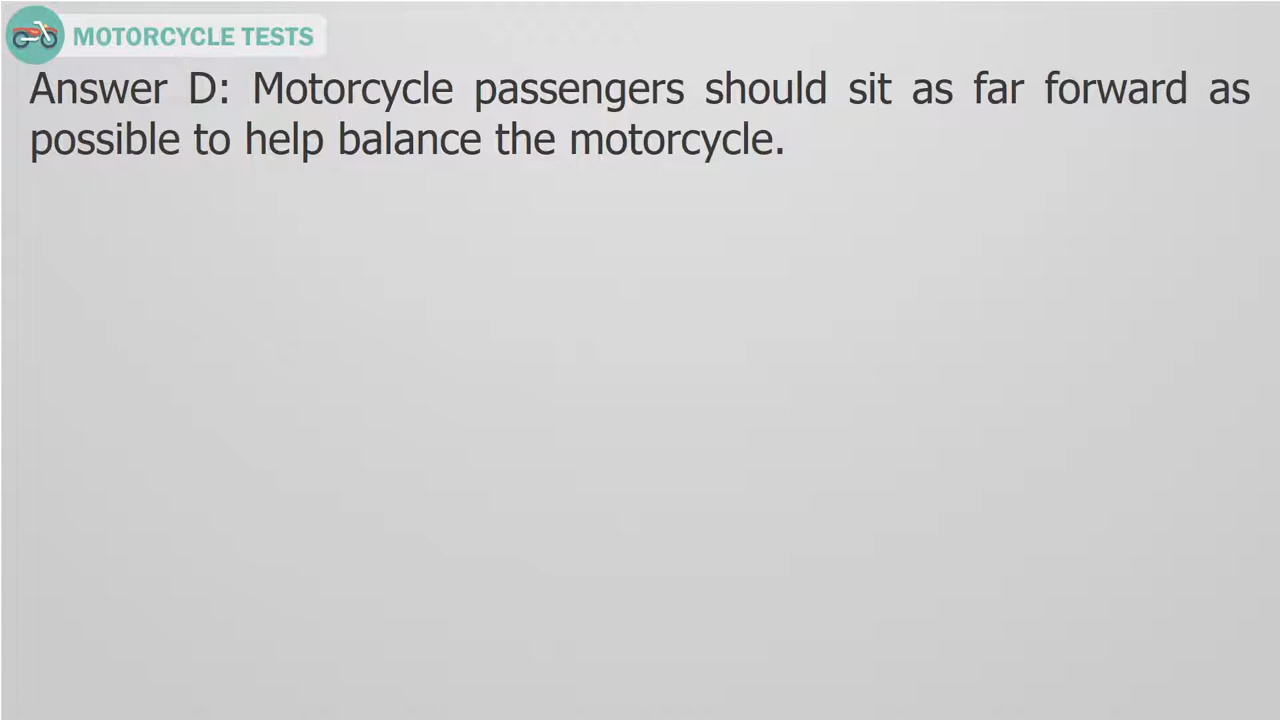 MOTORCYCLE TESTS
Answer D: Motorcycle passengers should sit as far forward as
possible to help balance the motorcycle.